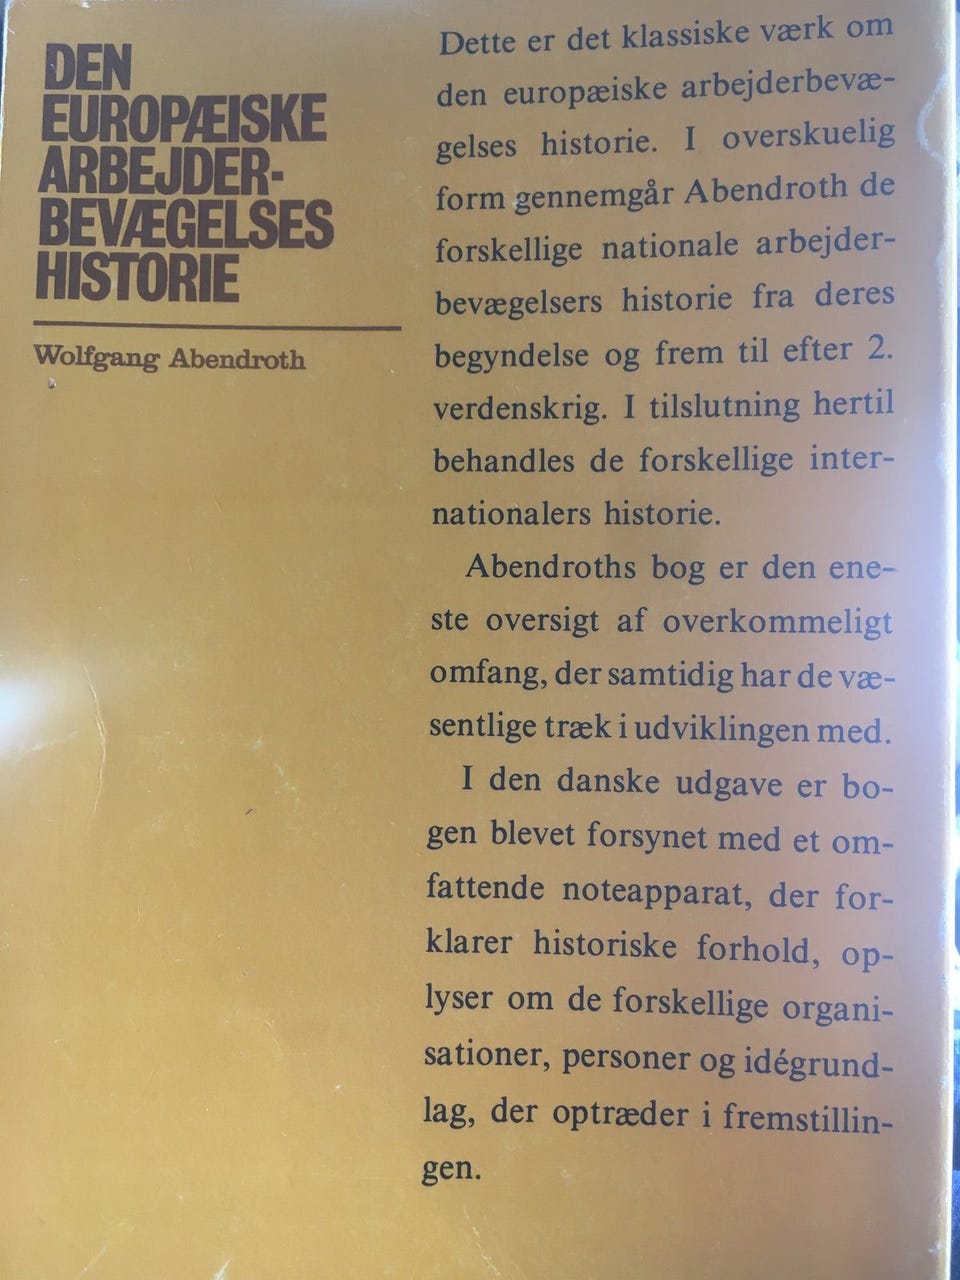 DEN
EUROPÆISKE
ARBEJDER-
BEVÆGELSES
HISTORIE
Wolfgang Abendroth
Dette er det klassiske værk om
den europæiske arbejderbevæ-
gelses historie. I overskuelig
form gennemgår Abendroth de
forskellige nationale arbejder-
bevægelsers historie fra deres
begyndelse og frem til efter 2.
verdenskrig. I tilslutning hertil
behandles de forskellige inter-
nationalers historie.
Abendroths bog er den ene-
ste oversigt af overkommeligt
omfang, der samtidig har de væ-
sentlige træk i udviklingen med.
I den danske udgave er bo-
gen blevet forsynet med et om-
fattende noteapparat, der for-
klarer historiske forhold, op-
lyser om de forskellige organi-
sationer, personer og idégrund-
lag, der optræder i fremstillin-
gen.